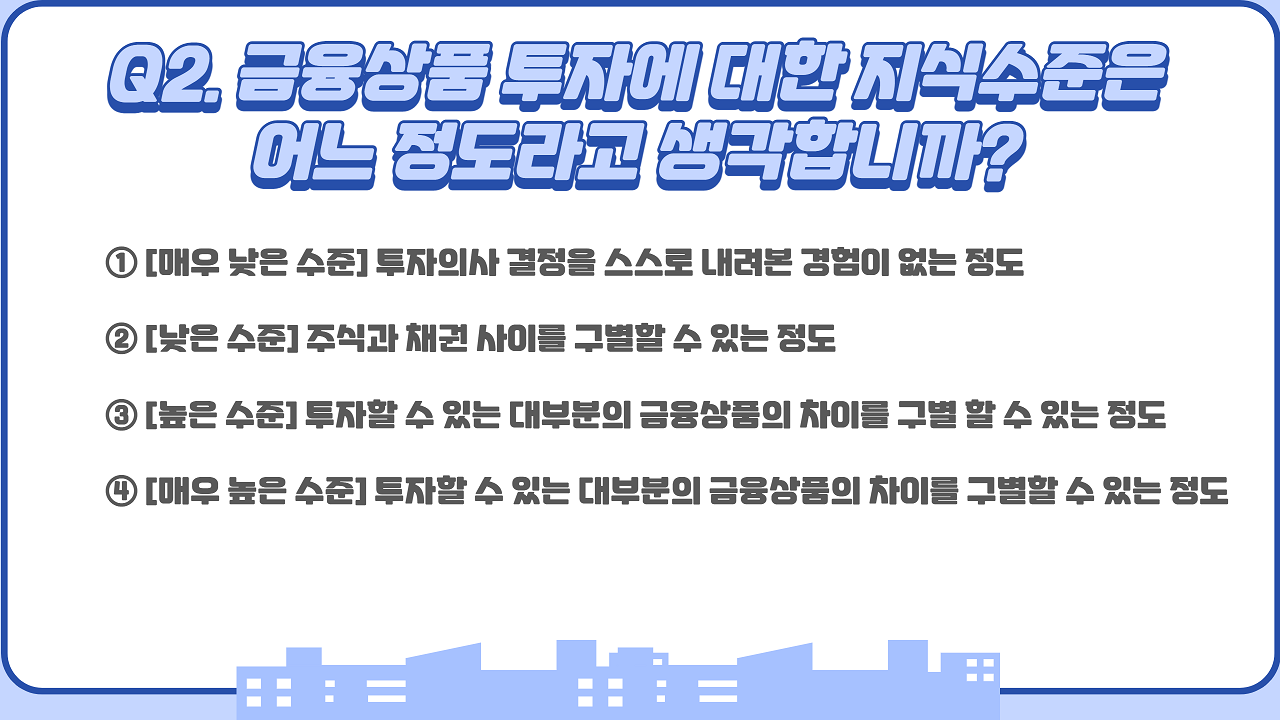 Q2. 금융상품 투자에 대한 지식수준은
어느 정도라고 생각합니까?
① [매우 낮은 수준] 투자의사 결정을 스스로 내려본 경험이 없는 정도
② [낮은 수준] 주식과 채권 사이를 구별할 수 있는 정도
③ [높은 수준] 투자할 수 있는 대부분의 금융상품의 차이를 구별 할 수 있는 정도
④ [매우 높은 수준] 투자할 수 있는 대부분의 금융상품의 차이를 구별할 수 있는 정도